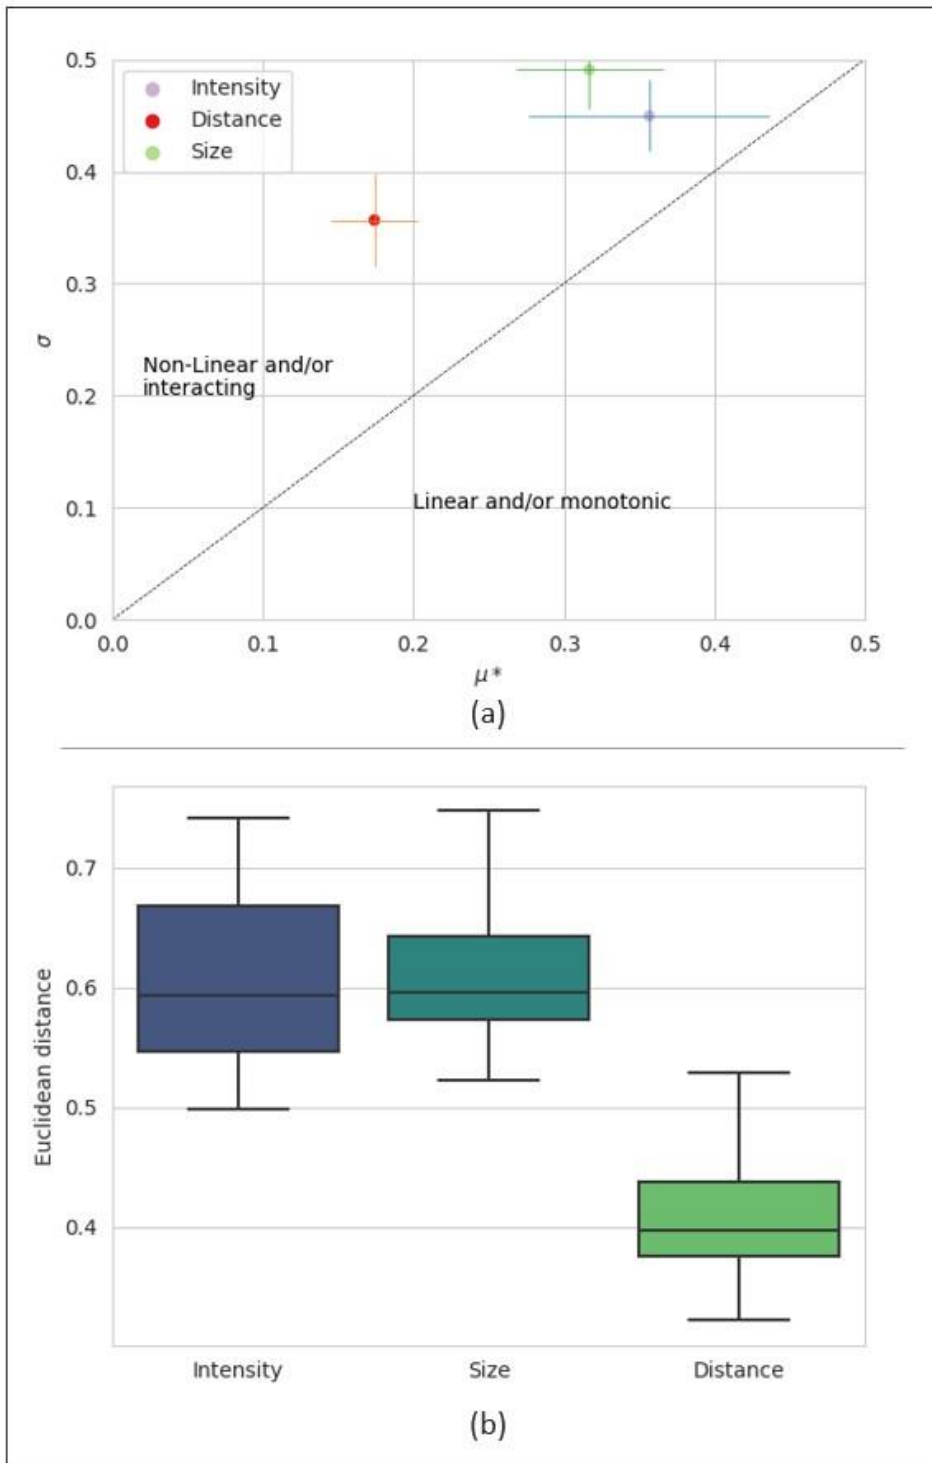 0.5
Intensity
Distance
Size
0.4
0.3
σ
Non-Linear and/or
interacting
0.2
Linear and/or monotonic
0.1
0.0
0.0 0.1 0.2 0.3 0.4 0.5
μ*
(a)
0.7
0.6
Euclidean distance
0.5
0.4
Intensity Size Distance
(b)